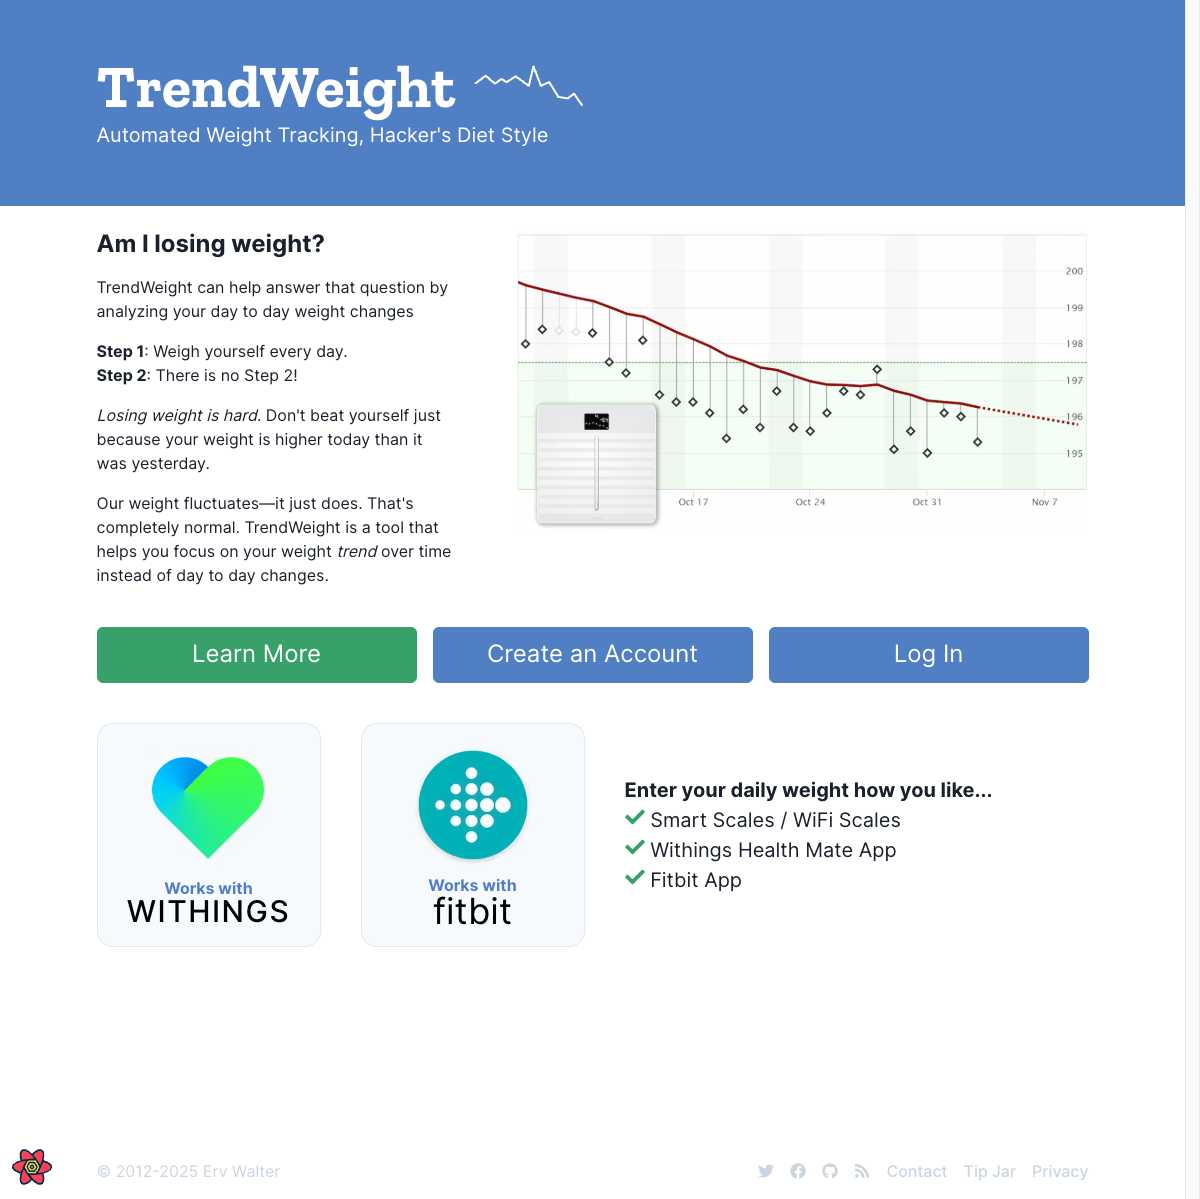 TrendWeight
Automated Weight Tracking, Hacker's Diet Style
Am I losing weight?
TrendWeight can help answer that question by
analyzing your day to day weight changes
Step 1: Weigh yourself every day.
Step 2: There is no Step 2!
Losing weight is hard. Don't beat yourself just
because your weight is higher today than it
was yesterday.
Our weight fluctuates—it just does. That's
completely normal. TrendWeight is a tool that
helps you focus on your weight trend over time
instead of day to day changes.
200
199
198
197
196
195
Oct 17
Oct 24
Oct 31
Nov 7
Learn More
Create an Account
Log In
Works with
WITHINGS
Works with
fitbit
Enter your daily weight how you like...
Smart Scales / WiFi Scales
Withings Health Mate App
Fitbit App
© 2012-2025 Erv Walter
Contact
Tip Jar
Privacy